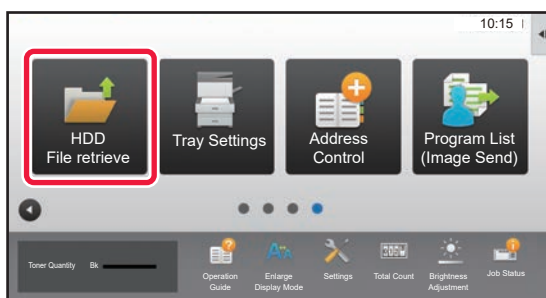 10:15
HDD
File retrieve
Tray Settings
Address
Control
Program List
(Image Send)
Toner Quantity Bk
Operation
Guide
Enlarge
Display Mode
Settings
Total Count
Brightness
Adjustment
Job Status